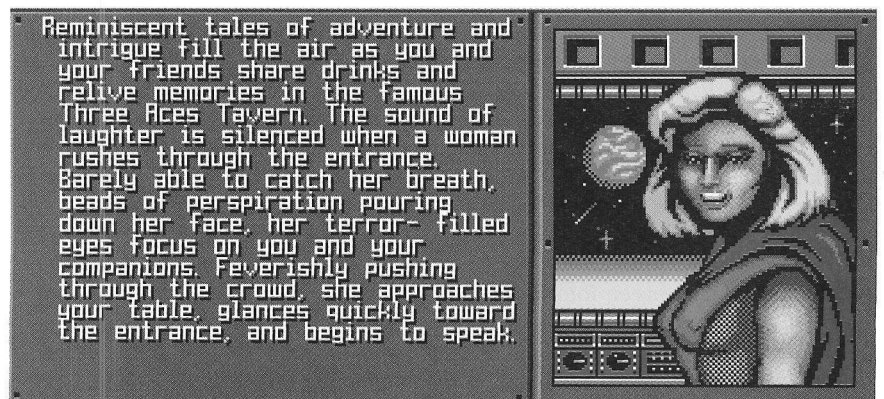 Reminiscent tales of adventure and
intrigue fill the air as you and
your friends share drinks and
relive memories in the famous
Three Aces Tavern. The sound of
laughter is silenced when a woman
rushes through the entrance.
Barely able to catch her breath,
beads of perspiration pouring
down her face, her terror- filled
eyes focus on you and your
companions. Feverishly pushing
through the crowd, she approaches
your table, glances quickly toward
the entrance, and begins to speak.